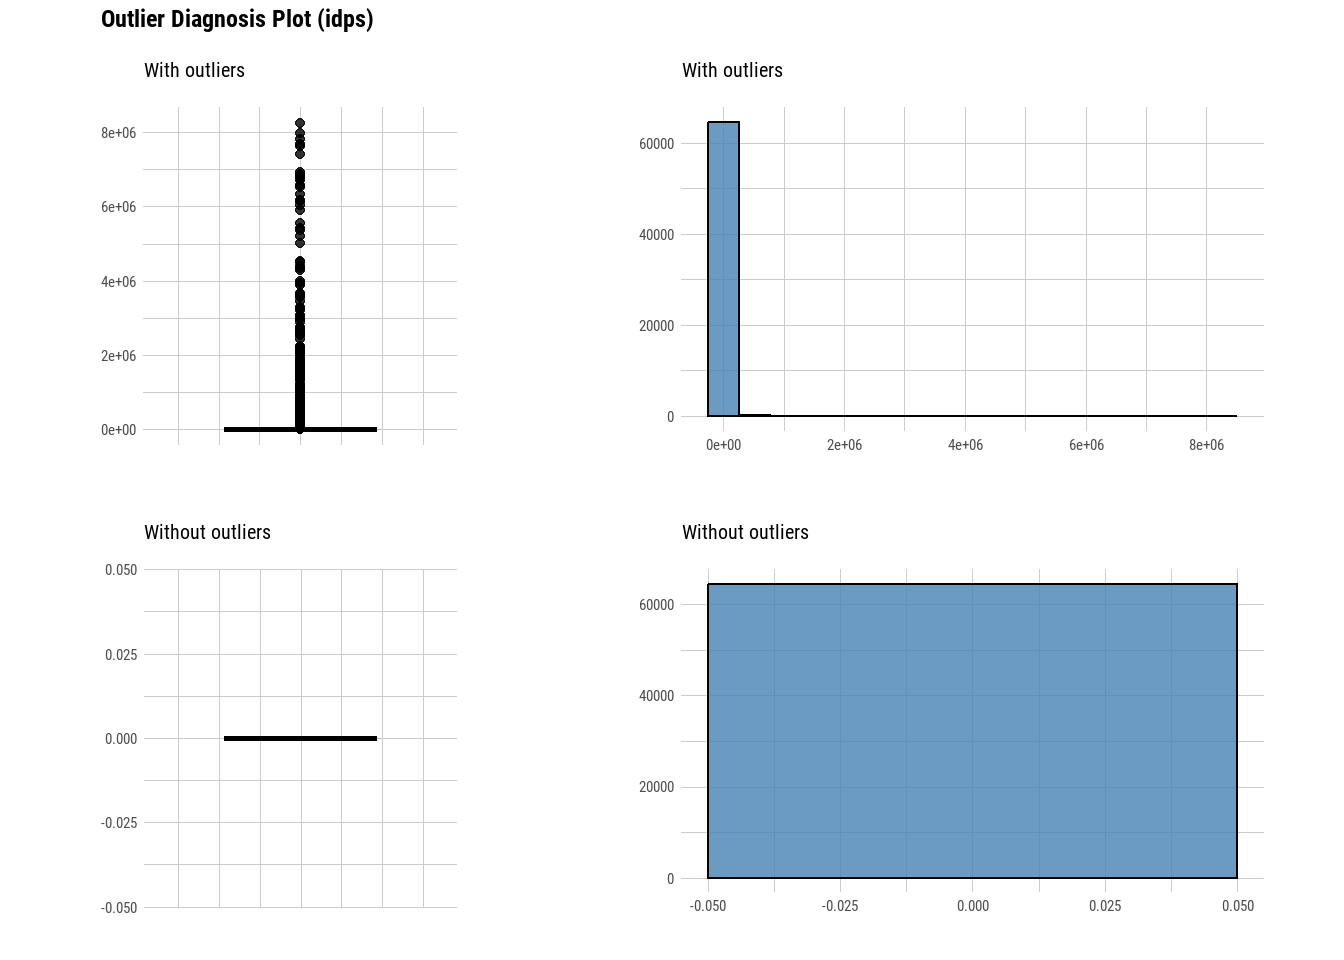 Outlier Diagnosis Plot (idps)
With outliers
8e+06
6e+06
4e+06
2e+06
0e+00
With outliers
60000
40000
20000
0
0e+00 2e+06 4e+06 6e+06 8e+06
Without outliers
0.050
0.025
0.000
-0.025
-0.050
Without outliers
60000
40000
20000
0
-0.050 -0.025 0.000 0.025 0.050